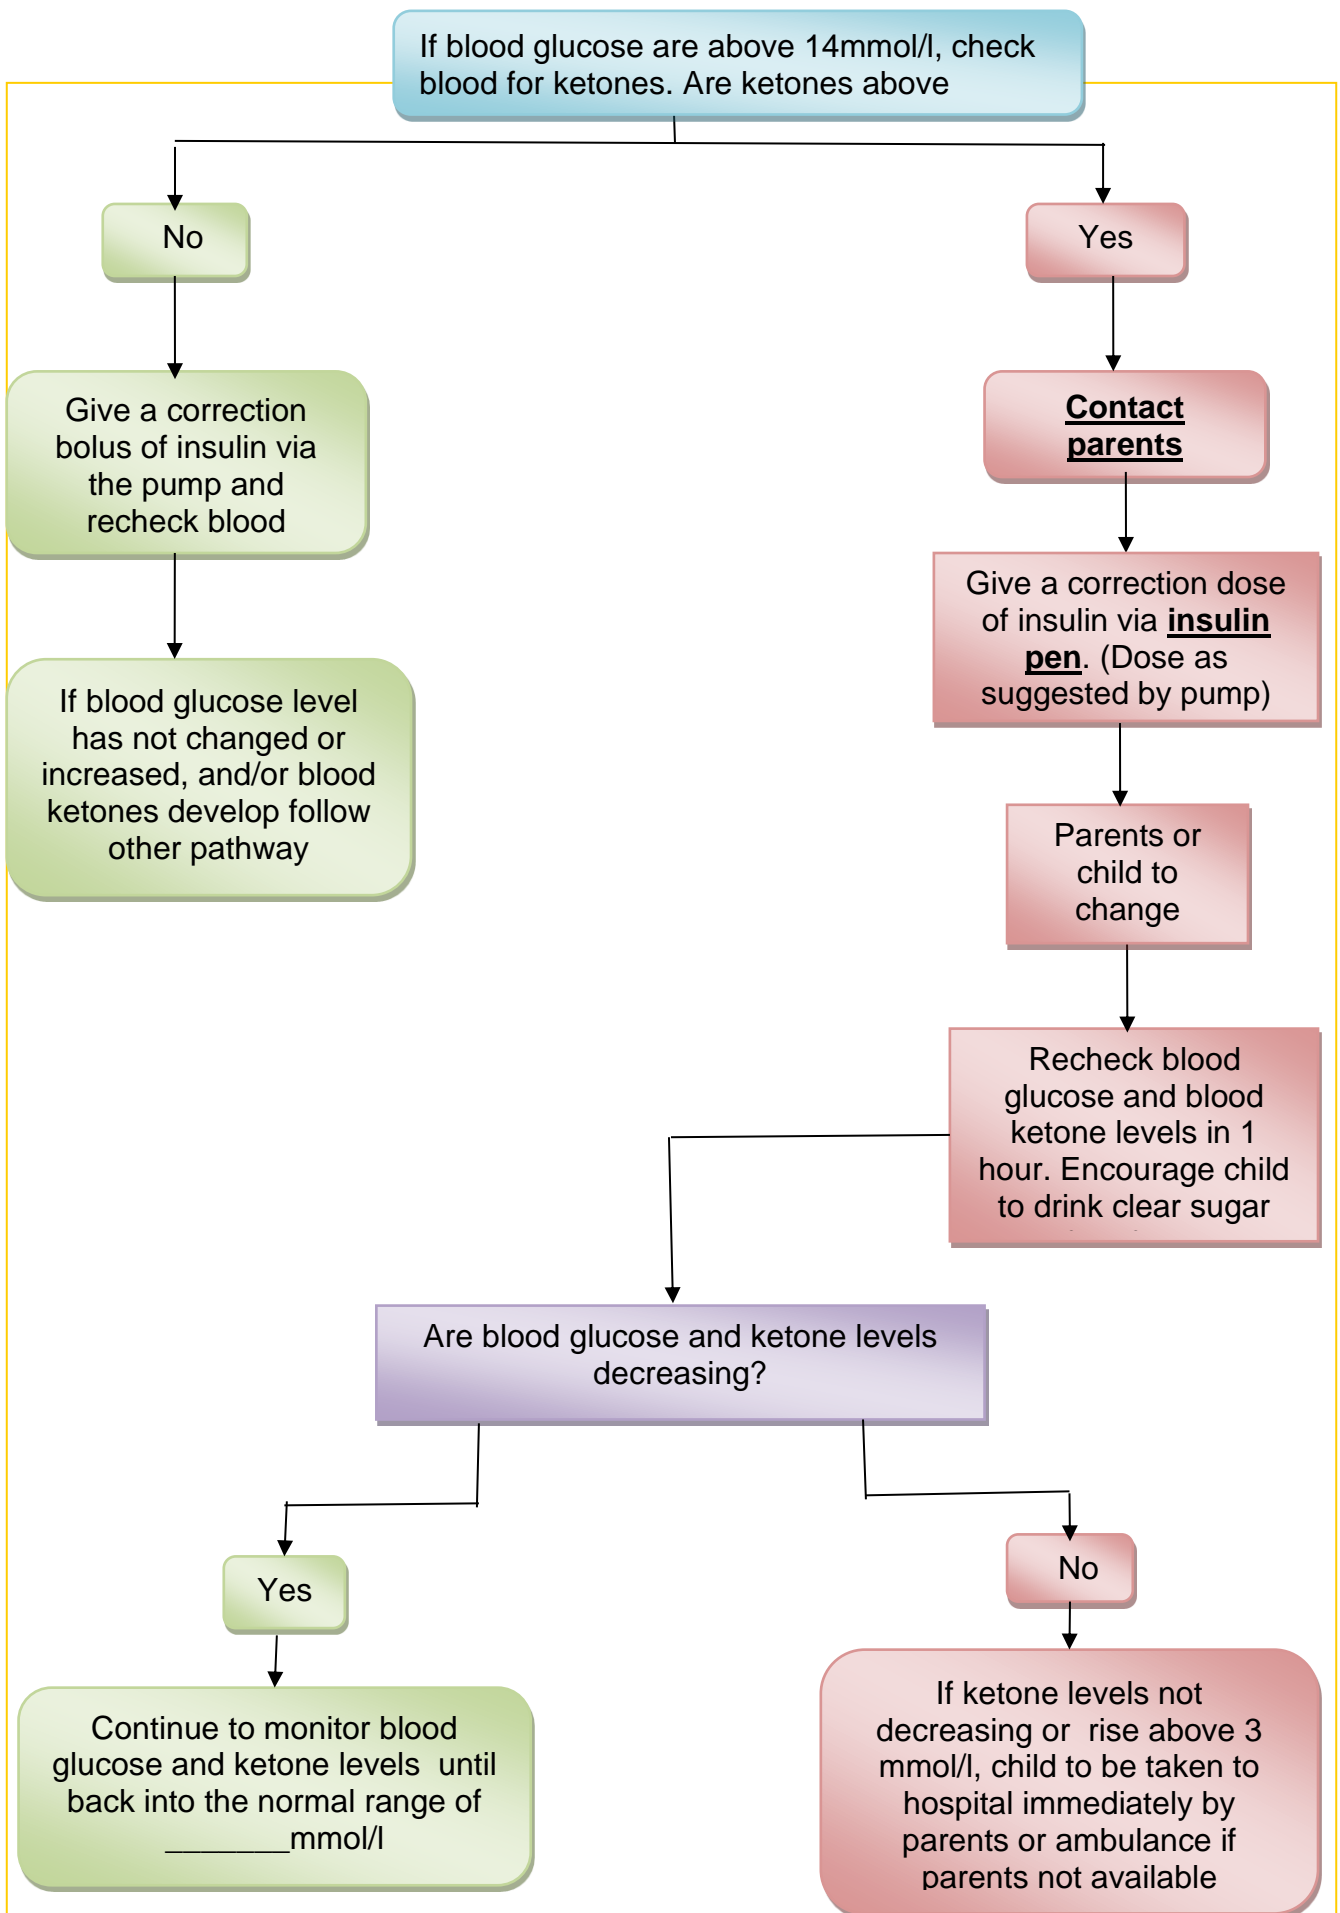 If blood glucose are above 14mmol/l, check
blood for ketones. Are ketones above
No
Yes
Give a correction
bolus of insulin via
the pump and
recheck blood
Contact
parents
Give a correction dose
of insulin via insulin
pen. (Dose as
suggested by pump)
If blood glucose level
has not changed or
increased, and/or blood
ketones develop follow
other pathway
Parents or
child to
change
Recheck blood
glucose and blood
ketone levels in 1
hour. Encourage child
to drink clear sugar
Are blood glucose and ketone levels
decreasing?
Yes
No
Continue to monitor blood
glucose and ketone levels  until
back into the normal range of
_______mmol/l
If ketone levels not
decreasing or  rise above 3
mmol/l, child to be taken to
hospital immediately by
parents or ambulance if
parents not available